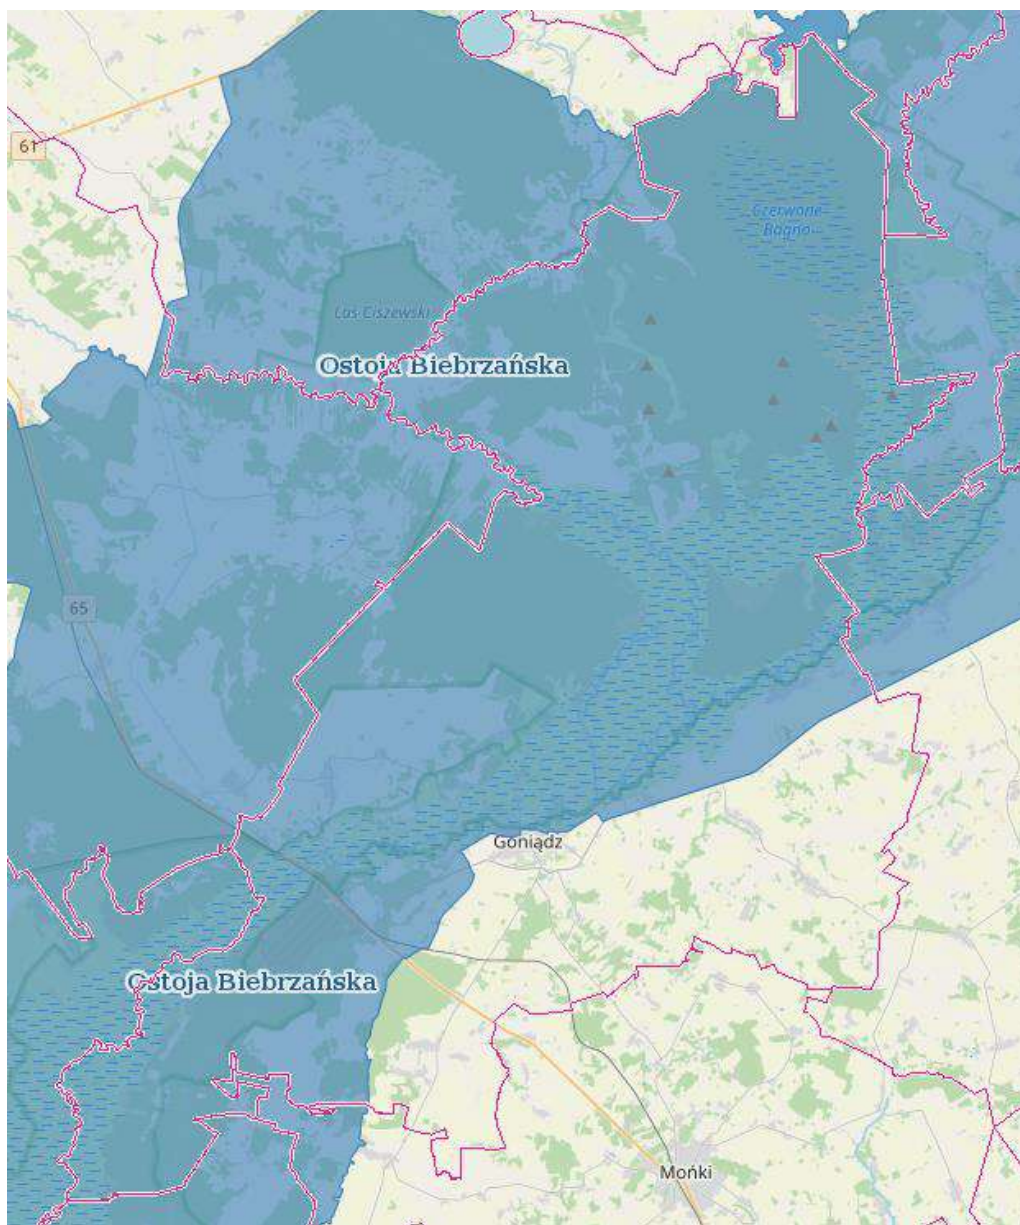 61
Czerwone
Bagno
Las Ciszewski
Ostoja Biebrzańska
65
Goniądz
Ostoja Biebrzańska
Mońki